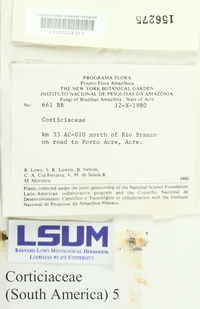 156275
PROGRAMA FLORA
Projeto Flora Amazônica
THE NEW YORK BOTANICAL GARDEN
INSTITUTO NACIONAL DE PESQUISAS DA AMAZÔNIA
Fungi of Brazilian Amazônia - State of Acre
No. 661 BR 12-X-1980
Corticiaceae
km 33 AC-010 north of Rio Branco
on road to Porto Acre, Acre.
B. Lowy, S. R. Lowrie, B. Nelson,
C. A. Cid Ferreira, V. M. de Souza &
M. Moreira 1980
Plants collected under the joint sponsorship of the National Science Foundation
Latin-American collaborative program and the Conselho Nacional de
Desenvolvimento Científico e Tecnológico in collaboration with the Instituto
Nacional de Pesquisas da Amazônia-Manaus.
LSUM
BERNARD LOWY MYCOLOGICAL HERBARIUM
LOUISIANA STATE UNIVERSITY
Corticiaceae
(South America) 5